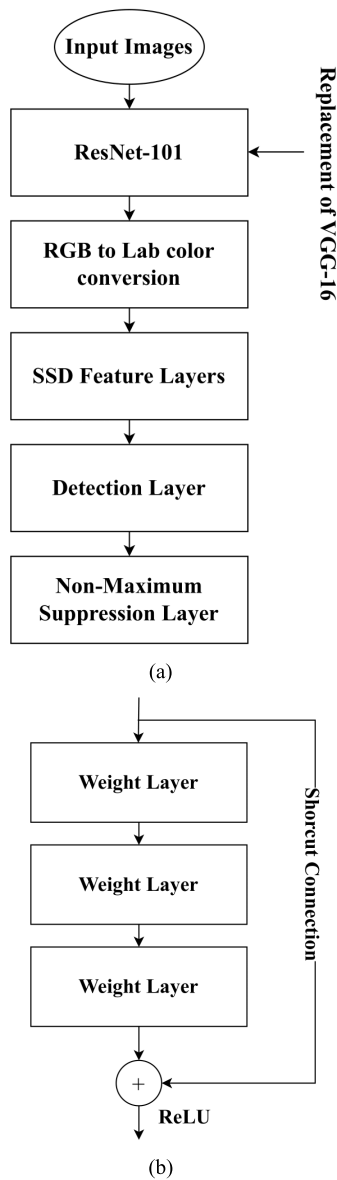 Input Images
ResNet-101
Replacement of VGG-16
RGB to Lab color
conversion
SSD Feature Layers
Detection Layer
Non-Maximum
Suppression Layer
(a)
Weight Layer
Weight Layer
Weight Layer
Shorcut Connection
+
ReLU
(b)